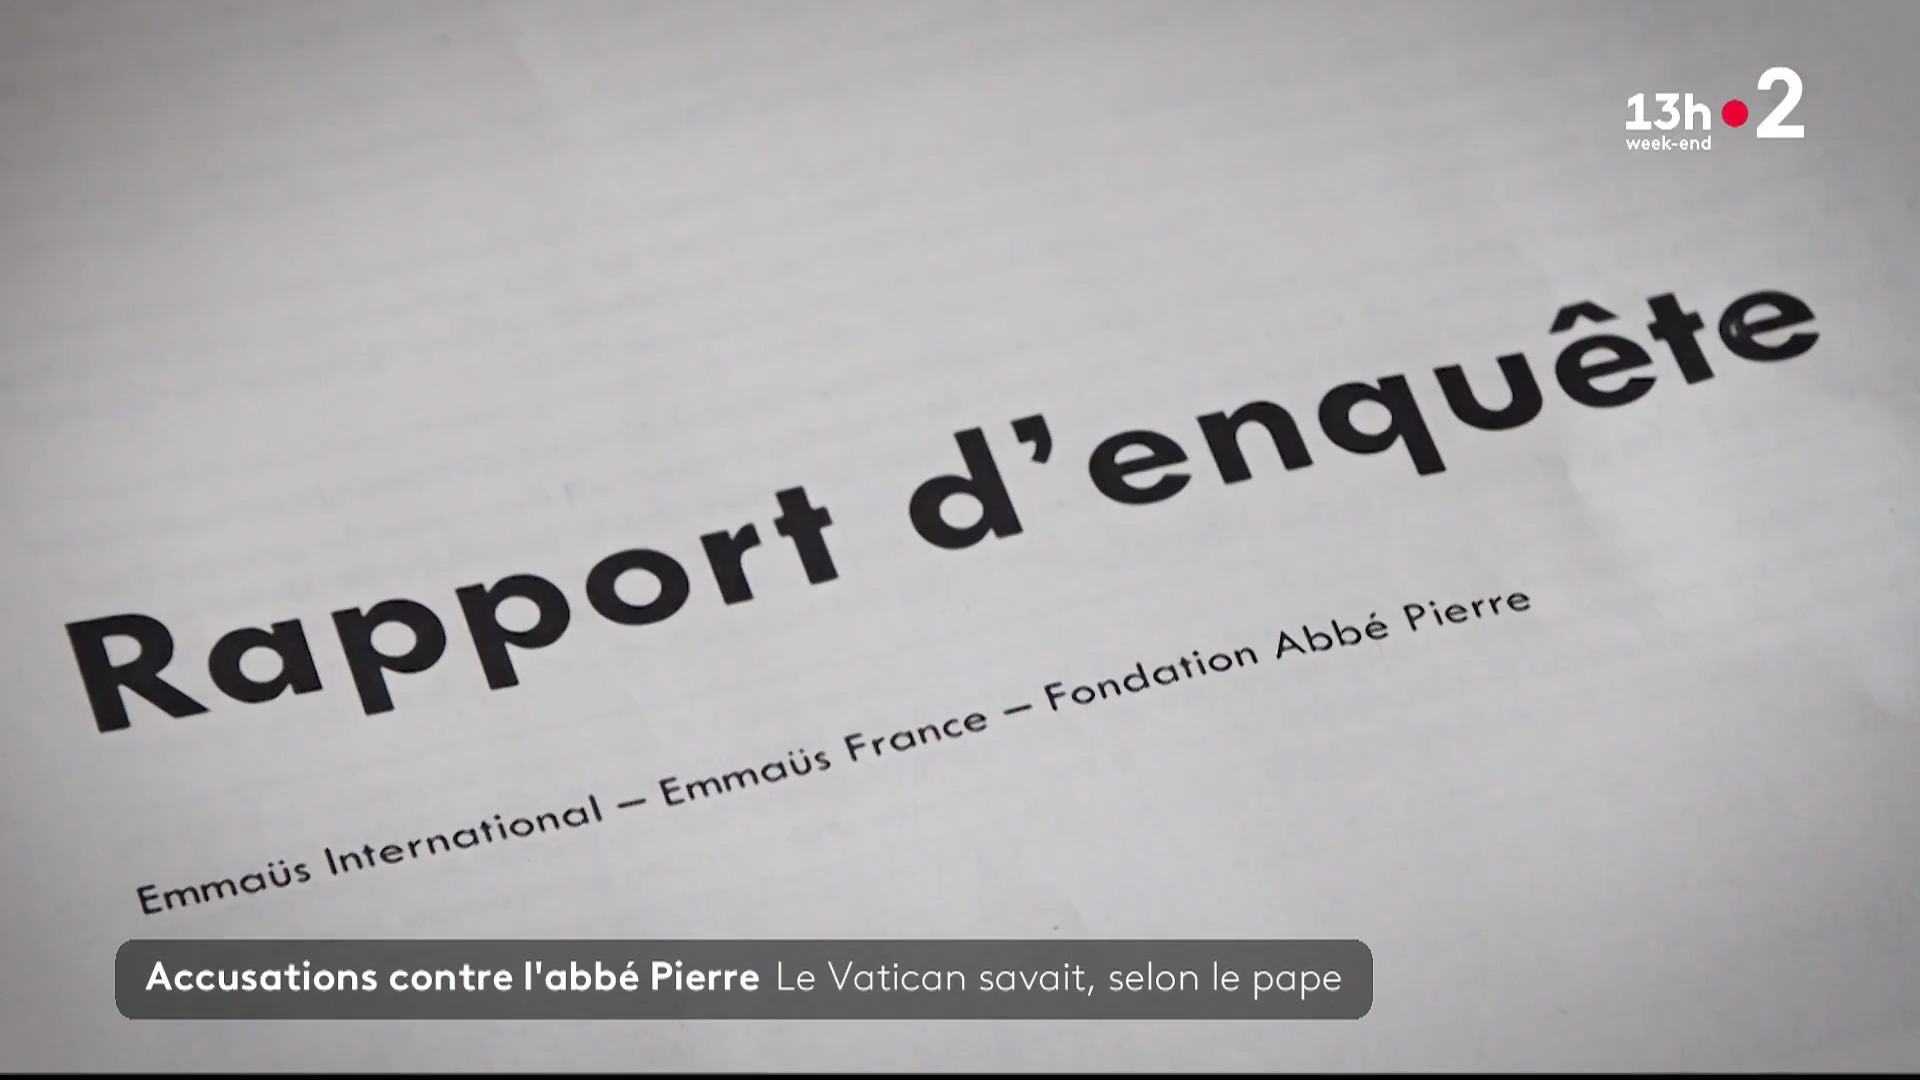 13h 2
week-end
Rapport d’enquête
Emmaüs International – Emmaüs France – Fondation Abbé Pierre
Accusations contre l'abbé Pierre Le Vatican savait, selon le pape